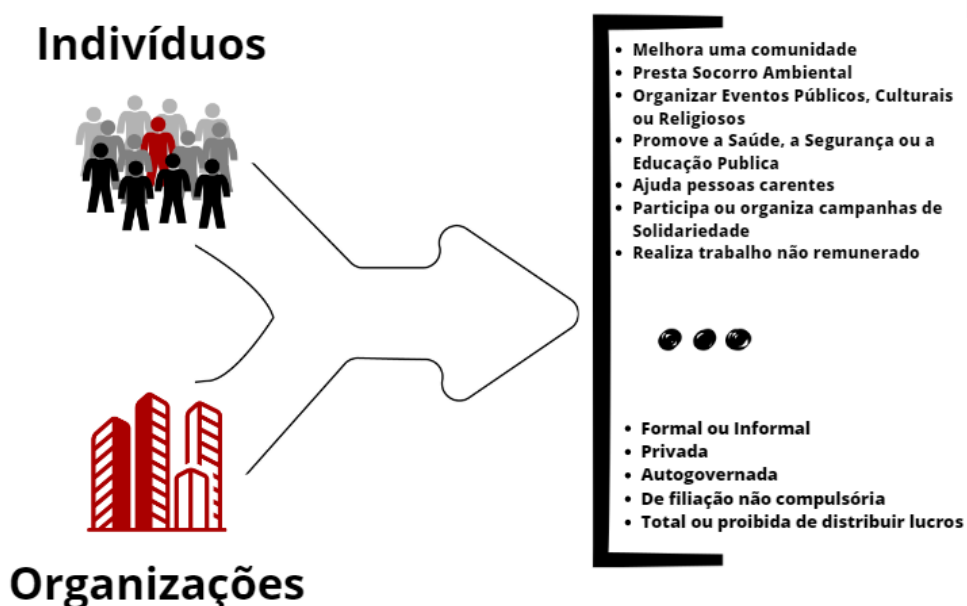 Indivíduos
• Melhora uma comunidade
• Presta Socorro Ambiental
• Organizar Eventos Públicos, Culturais
ou Religiosos
• Promove a Saúde, a Segurança ou a
Educação Publica
• Ajuda pessoas carentes
• Participa ou organiza campanhas de
Solidariedade
• Realiza trabalho não remunerado
• Formal ou Informal
• Privada
• Autogovernada
• De filiação não compulsória
• Total ou proibida de distribuir lucros
Organizações